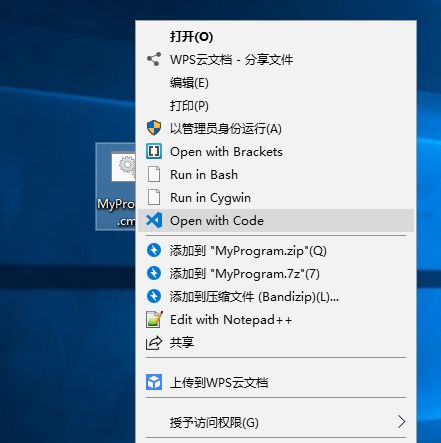 打开(O)
WPS云文档 - 分享文件
编辑(E)
打印(P)
以管理员身份运行(A)
Open with Brackets
Run in Bash
MyPro
Run in Cygwin
.cm
Open with Code
添加到 "MyProgram.zip"(Q)
添加到 "MyProgram.7z"(7)
添加到压缩文件 (Bandizip)(L)...
Edit with Notepad++
共享
上传到WPS云文档
授予访问权限(G)